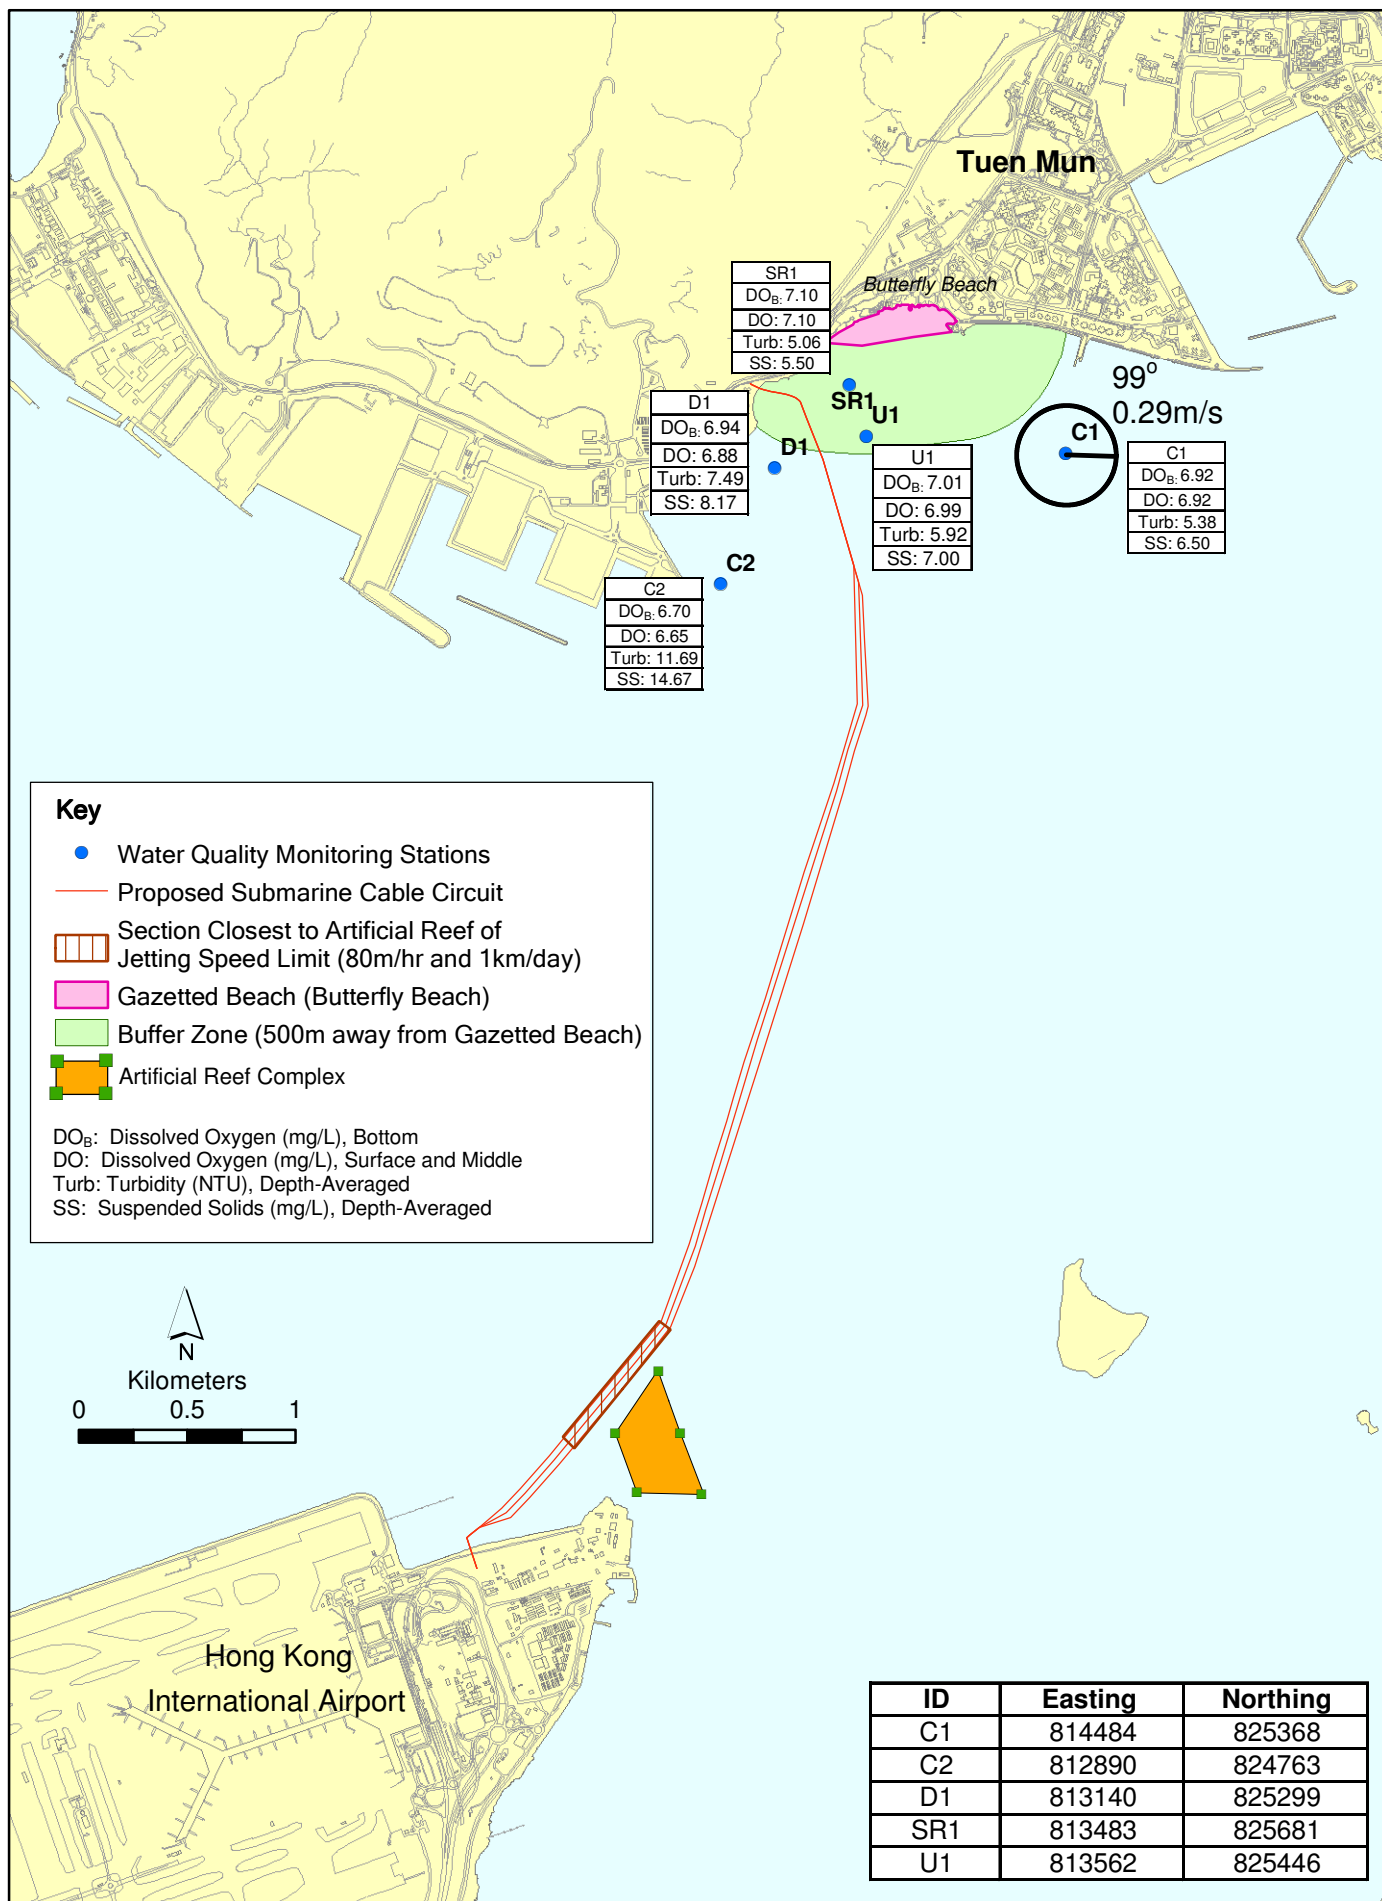 Tuen Mun
Butterfly Beach
SR1
DOB: 7.10
DO: 7.10
Turb: 5.06
SS: 5.50
99o
0.29m/s
SR1
U1
C1
D1
DOB: 6.94
DO: 6.88
Turb: 7.49
SS: 8.17
D1
U1
DOB: 7.01
DO: 6.99
Turb: 5.92
SS: 7.00
C1
DOB: 6.92
DO: 6.92
Turb: 5.38
SS: 6.50
C2
C2
DOB: 6.70
DO: 6.65
Turb: 11.69
SS: 14.67
Key
Water Quality Monitoring Stations
Proposed Submarine Cable Circuit
Section Closest to Artificial Reef of
Jetting Speed Limit (80m/hr and 1km/day)
Gazetted Beach (Butterfly Beach)
Buffer Zone (500m away from Gazetted Beach)
Artificial Reef Complex
DOB: Dissolved Oxygen (mg/L), Bottom
DO: Dissolved Oxygen (mg/L), Surface and Middle
Turb: Turbidity (NTU), Depth-Averaged
SS: Suspended Solids (mg/L), Depth-Averaged
N
Kilometers
0 0.5 1
Hong Kong
International Airport
ID Easting Northing
C1 814484 825368
C2 812890 824763
D1 813140 825299
SR1 813483 825681
U1 813562 825446